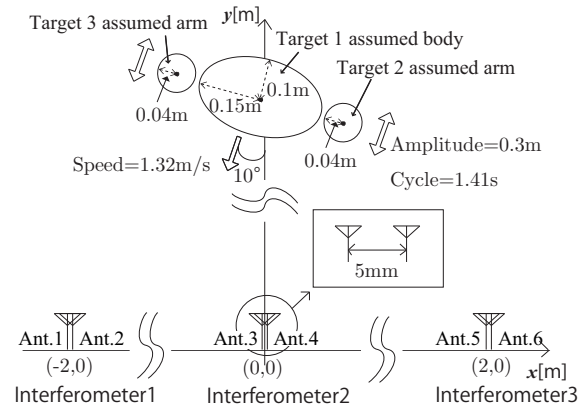 y[m]
Target 3 assumed arm
Target 1 assumed body
Target 2 assumed arm
0.1m
0.15m
0.04m
0.04m
Amplitude=0.3m
Speed=1.32m/s
10°
Cycle=1.41s
5mm
Ant.1 Ant.2 Ant.3 Ant.4 Ant.5 Ant.6
(-2,0) (0,0) (2,0) x[m]
Interferometer1 Interferometer2 Interferometer3